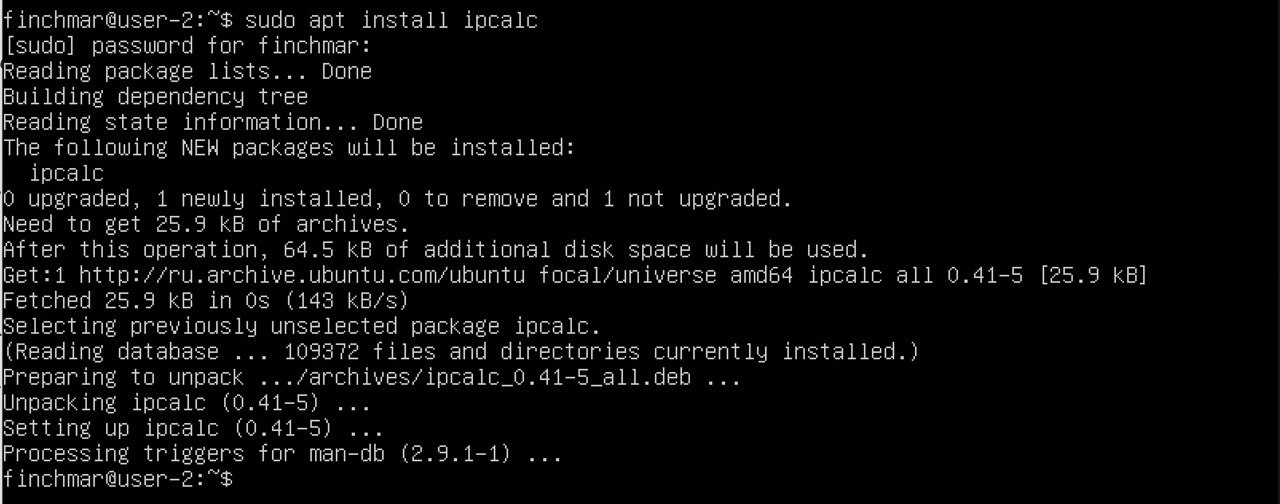 finchmar@user-2:~$ sudo apt install ipcalc
[sudo] password for finchmar:
Reading package lists... Done
Building dependency tree
Reading state information... Done
The following NEW packages will be installed:
  ipcalc
0 upgraded, 1 newly installed, 0 to remove and 1 not upgraded.
Need to get 25.9 kB of archives.
After this operation, 64.5 kB of additional disk space will be used.
Get:1 http://ru.archive.ubuntu.com/ubuntu focal/universe amd64 ipcalc all 0.41-5 [25.9 kB]
Fetched 25.9 kB in 0s (143 kB/s)
Selecting previously unselected package ipcalc.
(Reading database ... 109372 files and directories currently installed.)
Preparing to unpack .../archives/ipcalc_0.41-5_all.deb ...
Unpacking ipcalc (0.41-5) ...
Setting up ipcalc (0.41-5) ...
Processing triggers for man-db (2.9.1-1) ...
finchmar@user-2:~$